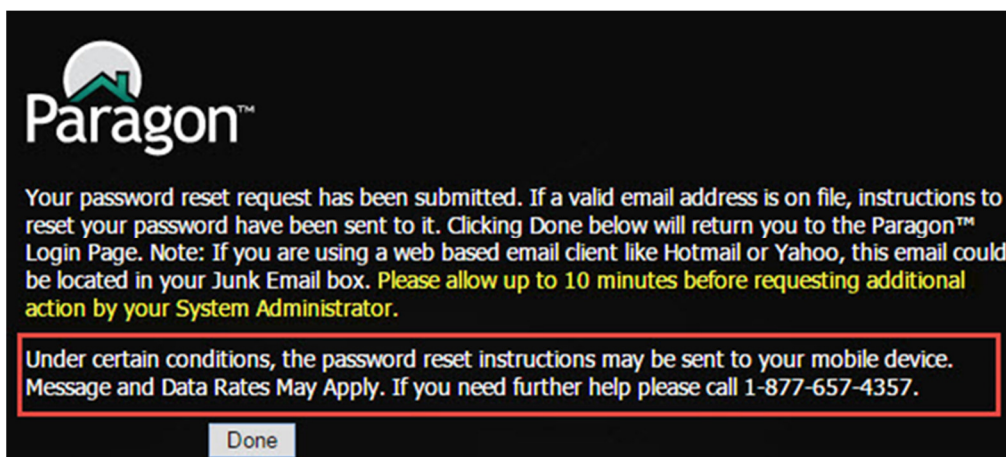 Paragon™
Your password reset request has been submitted. If a valid email address is on file, instructions to
reset your password have been sent to it. Clicking Done below will return you to the Paragon™
Login Page. Note: If you are using a web based email client like Hotmail or Yahoo, this email could
be located in your Junk Email box. Please allow up to 10 minutes before requesting additional
action by your System Administrator.
Under certain conditions, the password reset instructions may be sent to your mobile device.
Message and Data Rates May Apply. If you need further help please call 1-877-657-4357.
Done